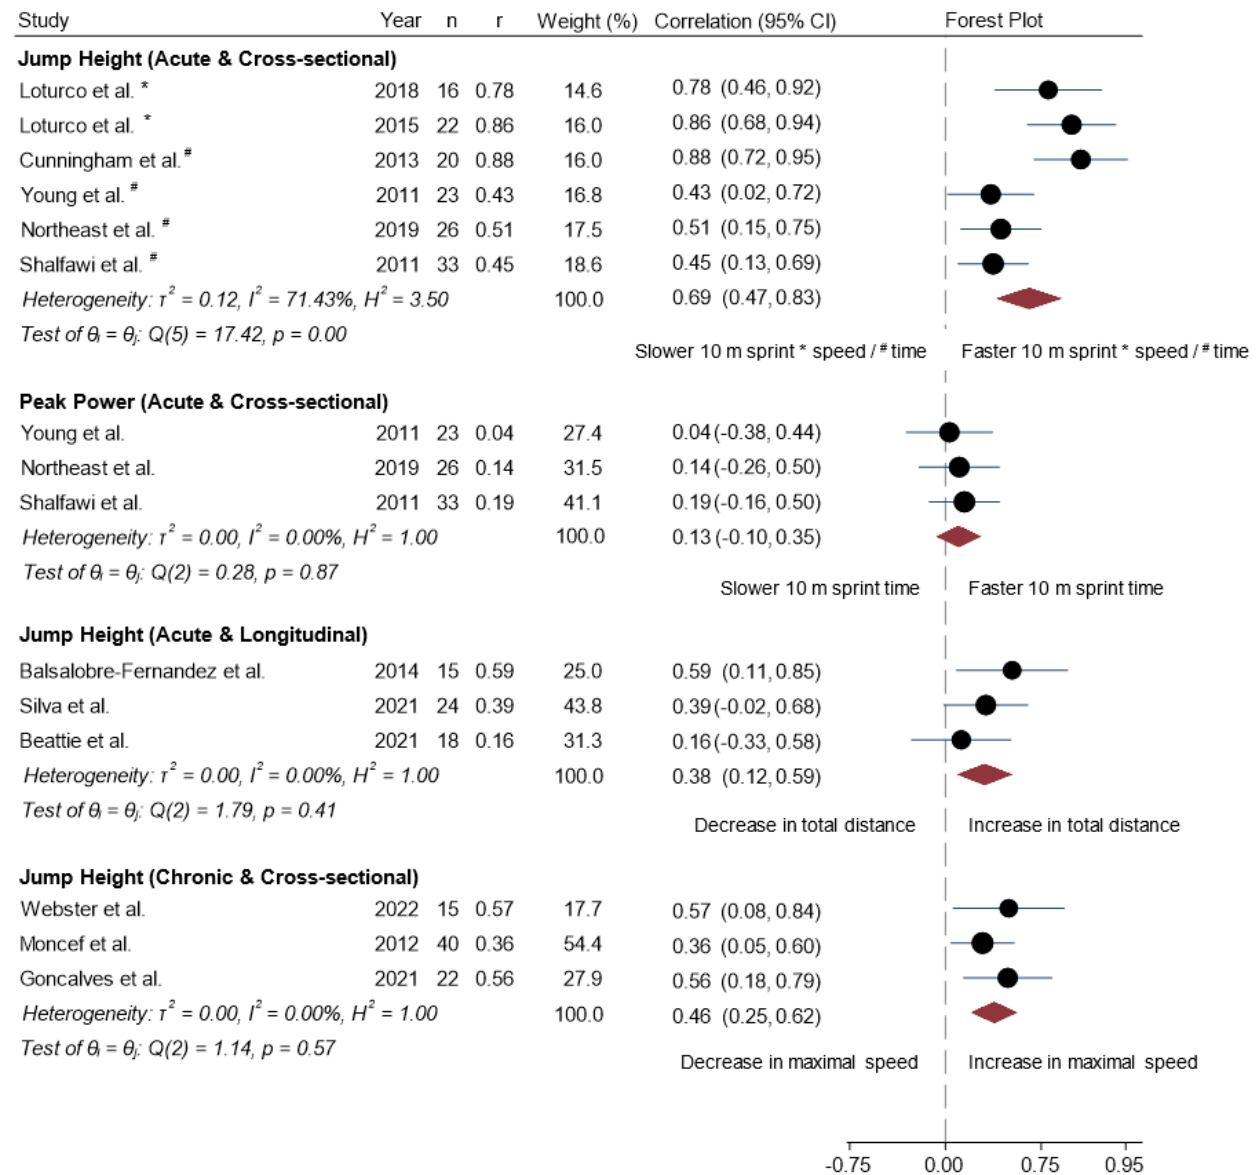 Study Year n r Weight (%) Correlation (95% CI) Forest Plot
Jump Height (Acute & Cross-sectional)
Loturco et al. * 2018 16 0.78 14.6 0.78 (0.46, 0.92)
Loturco et al. * 2015 22 0.86 16.0 0.86 (0.68, 0.94)
Cunningham et al.# 2013 20 0.88 16.0 0.88 (0.72, 0.95)
Young et al. # 2011 23 0.43 16.8 0.43 (0.02, 0.72)
Northeast et al. # 2019 26 0.51 17.5 0.51 (0.15, 0.75)
Shalfawi et al. # 2011 33 0.45 18.6 0.45 (0.13, 0.69)
Heterogeneity: τ² = 0.12, I² = 71.43%, H² = 3.50 100.0 0.69 (0.47, 0.83)
Test of θᵢ = θⱼ: Q(5) = 17.42, p = 0.00
Slower 10 m sprint * speed / # time Faster 10 m sprint * speed / # time
Peak Power (Acute & Cross-sectional)
Young et al. 2011 23 0.04 27.4 0.04 (-0.38, 0.44)
Northeast et al. 2019 26 0.14 31.5 0.14 (-0.26, 0.50)
Shalfawi et al. 2011 33 0.19 41.1 0.19 (-0.16, 0.50)
Heterogeneity: τ² = 0.00, I² = 0.00%, H² = 1.00 100.0 0.13 (-0.10, 0.35)
Test of θᵢ = θⱼ: Q(2) = 0.28, p = 0.87
Slower 10 m sprint time Faster 10 m sprint time
Jump Height (Acute & Longitudinal)
Balsalobre-Fernandez et al. 2014 15 0.59 25.0 0.59 (0.11, 0.85)
Silva et al. 2021 24 0.39 43.8 0.39 (-0.02, 0.68)
Beattie et al. 2021 18 0.16 31.3 0.16 (-0.33, 0.58)
Heterogeneity: τ² = 0.00, I² = 0.00%, H² = 1.00 100.0 0.38 (0.12, 0.59)
Test of θᵢ = θⱼ: Q(2) = 1.79, p = 0.41
Decrease in total distance Increase in total distance
Jump Height (Chronic & Cross-sectional)
Webster et al. 2022 15 0.57 17.7 0.57 (0.08, 0.84)
Moncef et al. 2012 40 0.36 54.4 0.36 (0.05, 0.60)
Goncalves et al. 2021 22 0.56 27.9 0.56 (0.18, 0.79)
Heterogeneity: τ² = 0.00, I² = 0.00%, H² = 1.00 100.0 0.46 (0.25, 0.62)
Test of θᵢ = θⱼ: Q(2) = 1.14, p = 0.57
Decrease in maximal speed Increase in maximal speed
-0.75 0.00 0.75 0.95